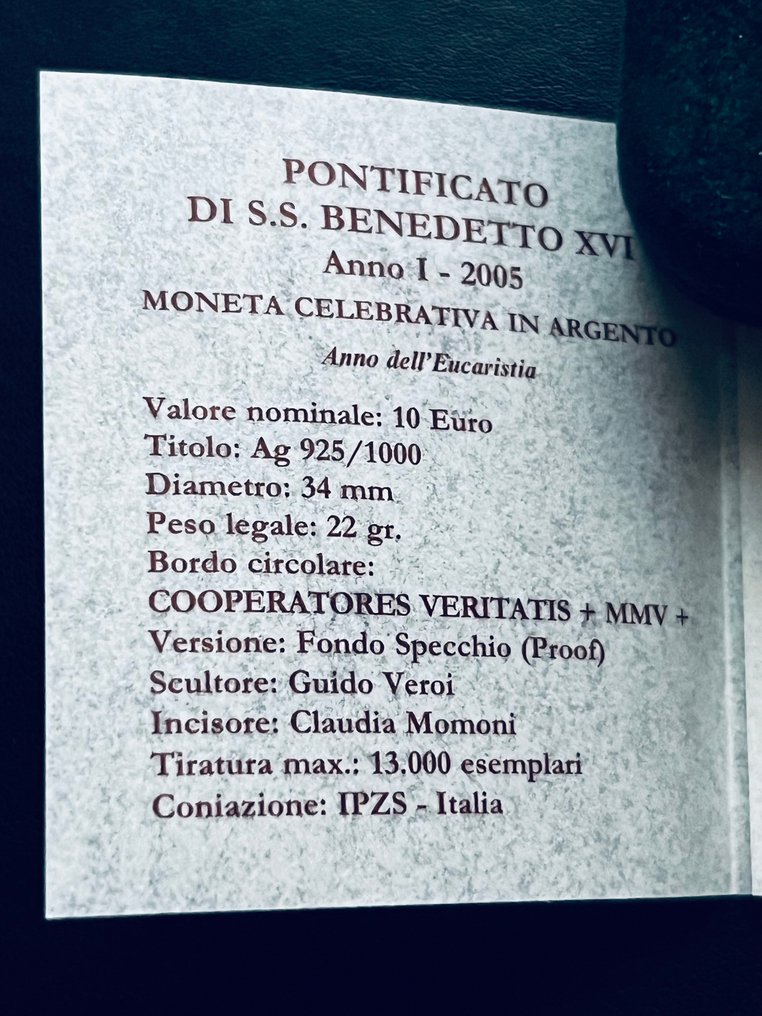 PONTIFICATO
DI S.S. BENEDETTO XVI
Anno I - 2005
MONETA CELEBRATIVA IN ARGENTO
Anno dell'Eucaristia
Valore nominale: 10 Euro
Titolo: Ag 925/1000
Diametro: 34 mm
Peso legale: 22 gr.
Bordo circolare:
COOPERATORES VERITATIS + MMV +
Versione: Fondo Specchio (Proof)
Scultore: Guido Veroi
Incisore: Claudia Momoni
Tiratura max.: 13.000 esemplari
Coniazione: IPZS - Italia